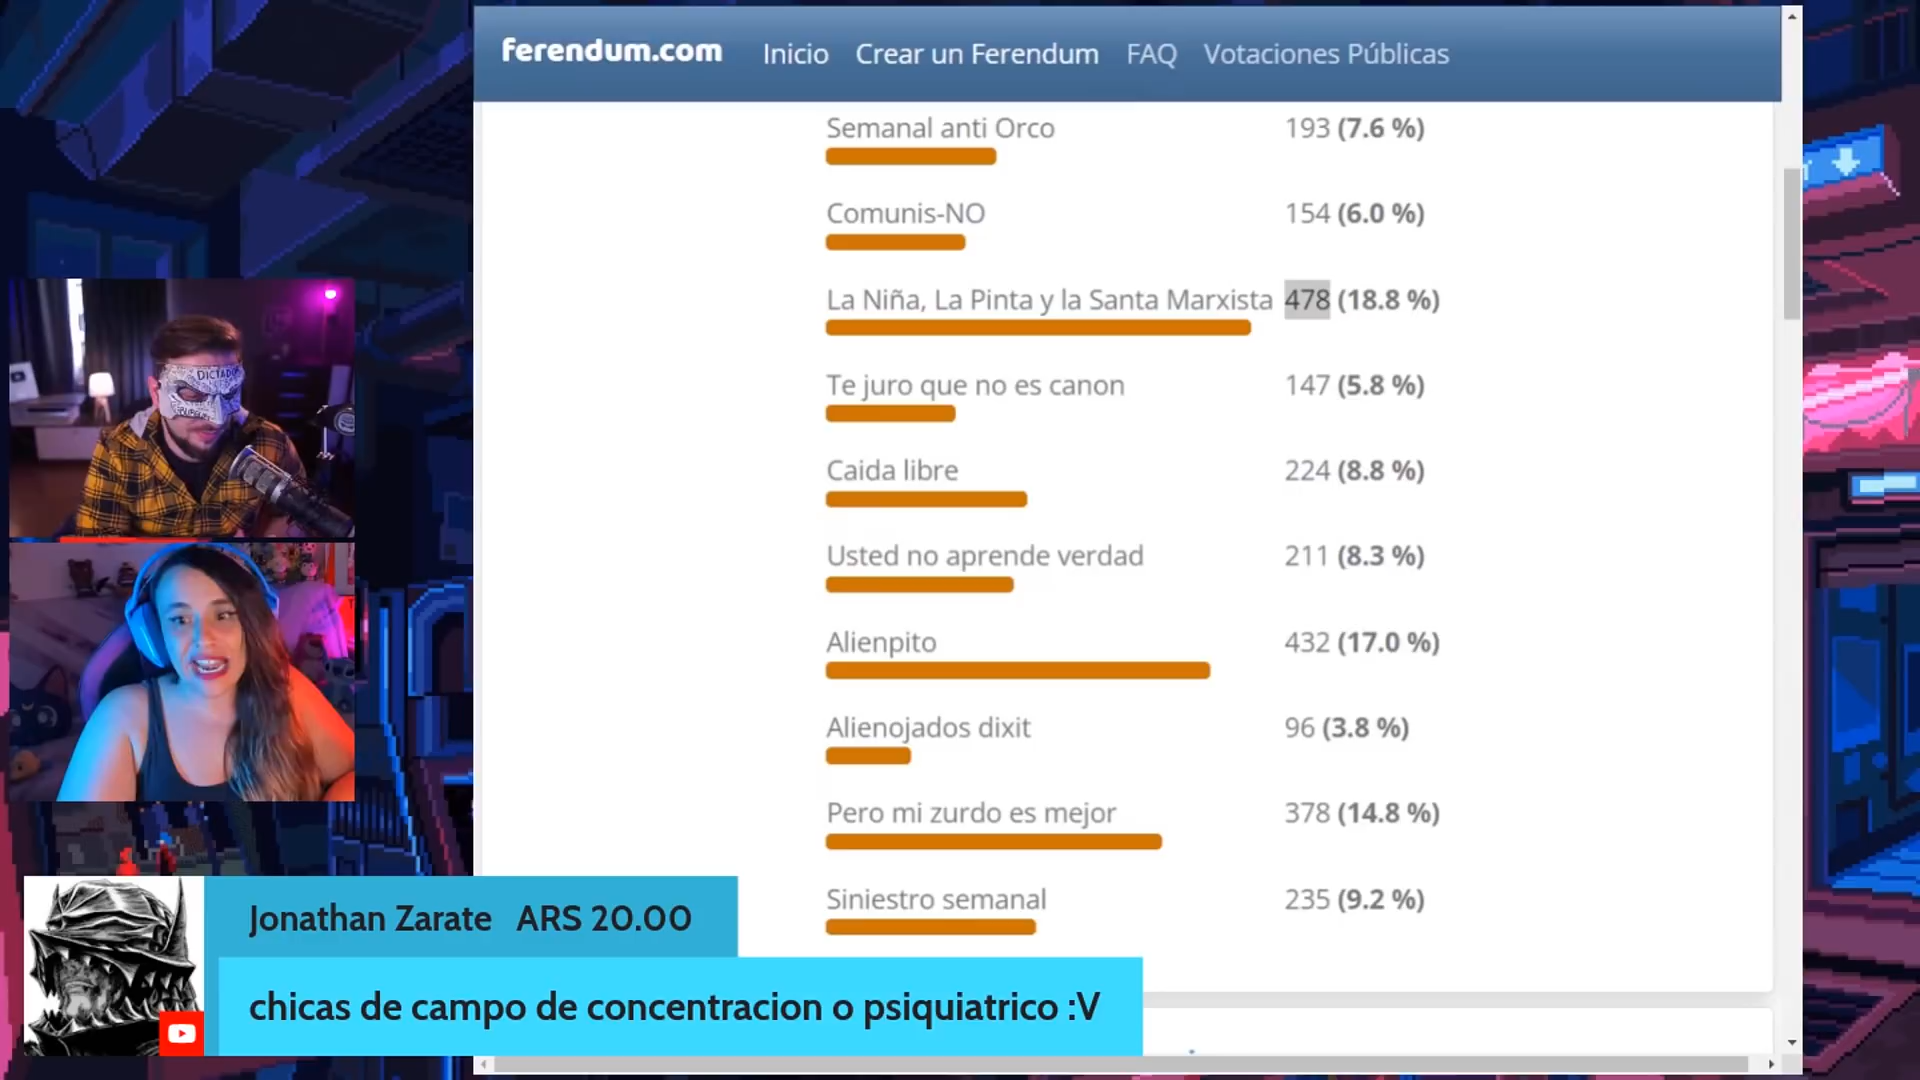 ferendum.com Inicio Crear un Ferendum FAQ Votaciones Públicas
Semanal anti Orco 193 (7.6 %)
Comunis-NO 154 (6.0 %)
La Niña, La Pinta y la Santa Marxista 478 (18.8 %)
Te juro que no es canon 147 (5.8 %)
Caida libre 224 (8.8 %)
Usted no aprende verdad 211 (8.3 %)
Alienpito 432 (17.0 %)
Alienojados dixit 96 (3.8 %)
Pero mi zurdo es mejor 378 (14.8 %)
Siniestro semanal 235 (9.2 %)
Jonathan Zarate ARS 20.00
chicas de campo de concentracion o psiquiatrico :V